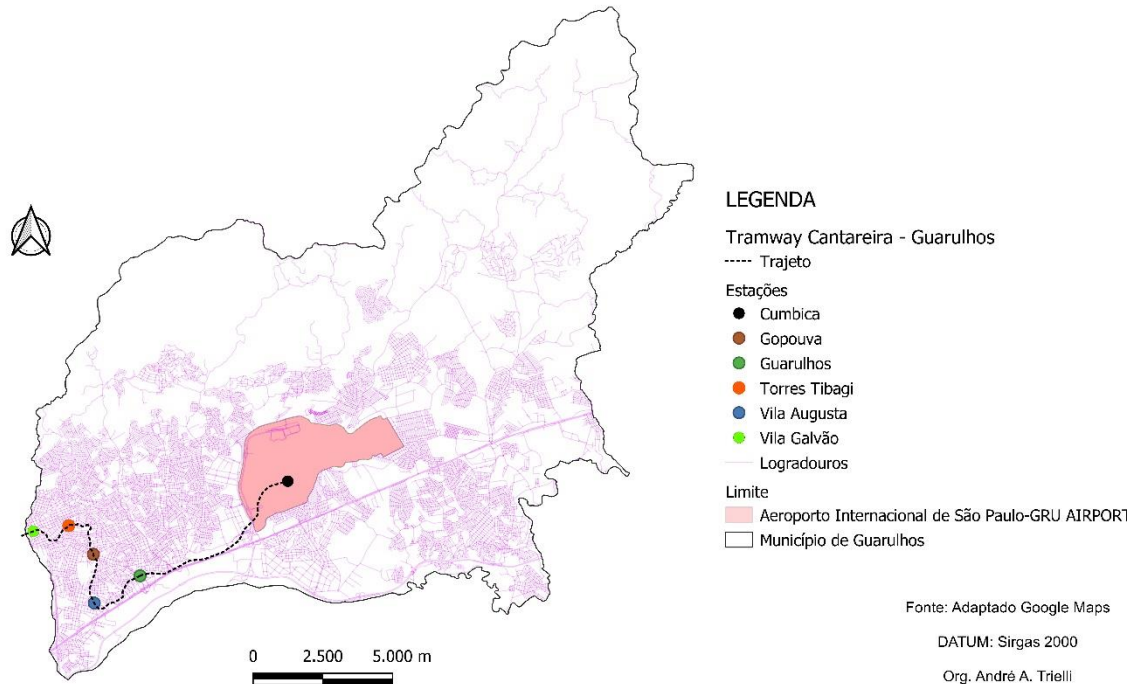 LEGENDA
Tramway Cantareira - Guarulhos
Trajeto
Estações
Cumbica
Gopouva
Guarulhos
Torres Tibagi
Vila Augusta
Vila Galvão
Logradouros
Limite
Aeroporto Internacional de São Paulo-GRU AIRPORT
Município de Guarulhos
0 2.500 5.000 m
Fonte: Adaptado Google Maps
DATUM: Sirgas 2000
Org. André A. Trielli